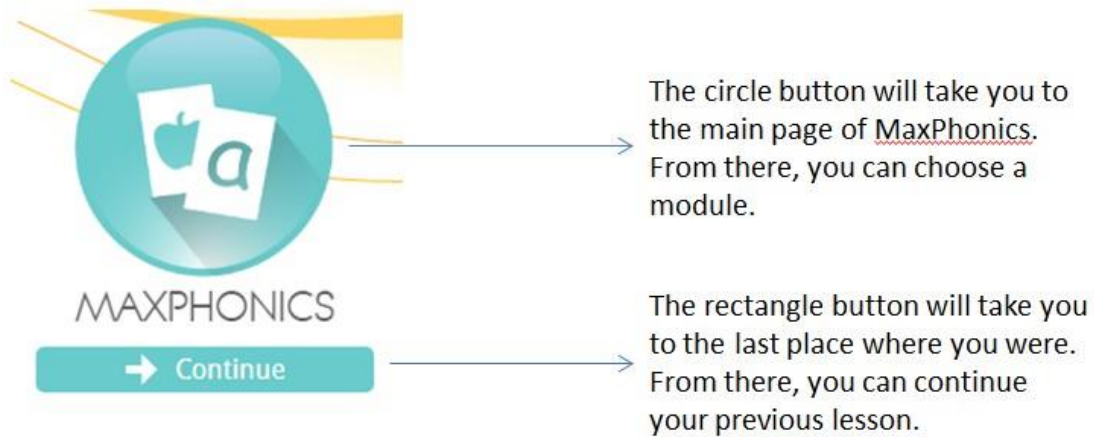 a
The circle button will take you to
the main page of MaxPhonics.
From there, you can choose a
module.
MAXPHONICS
The rectangle button will take you
to the last place where you were.
From there, you can continue
your previous lesson.
Continue